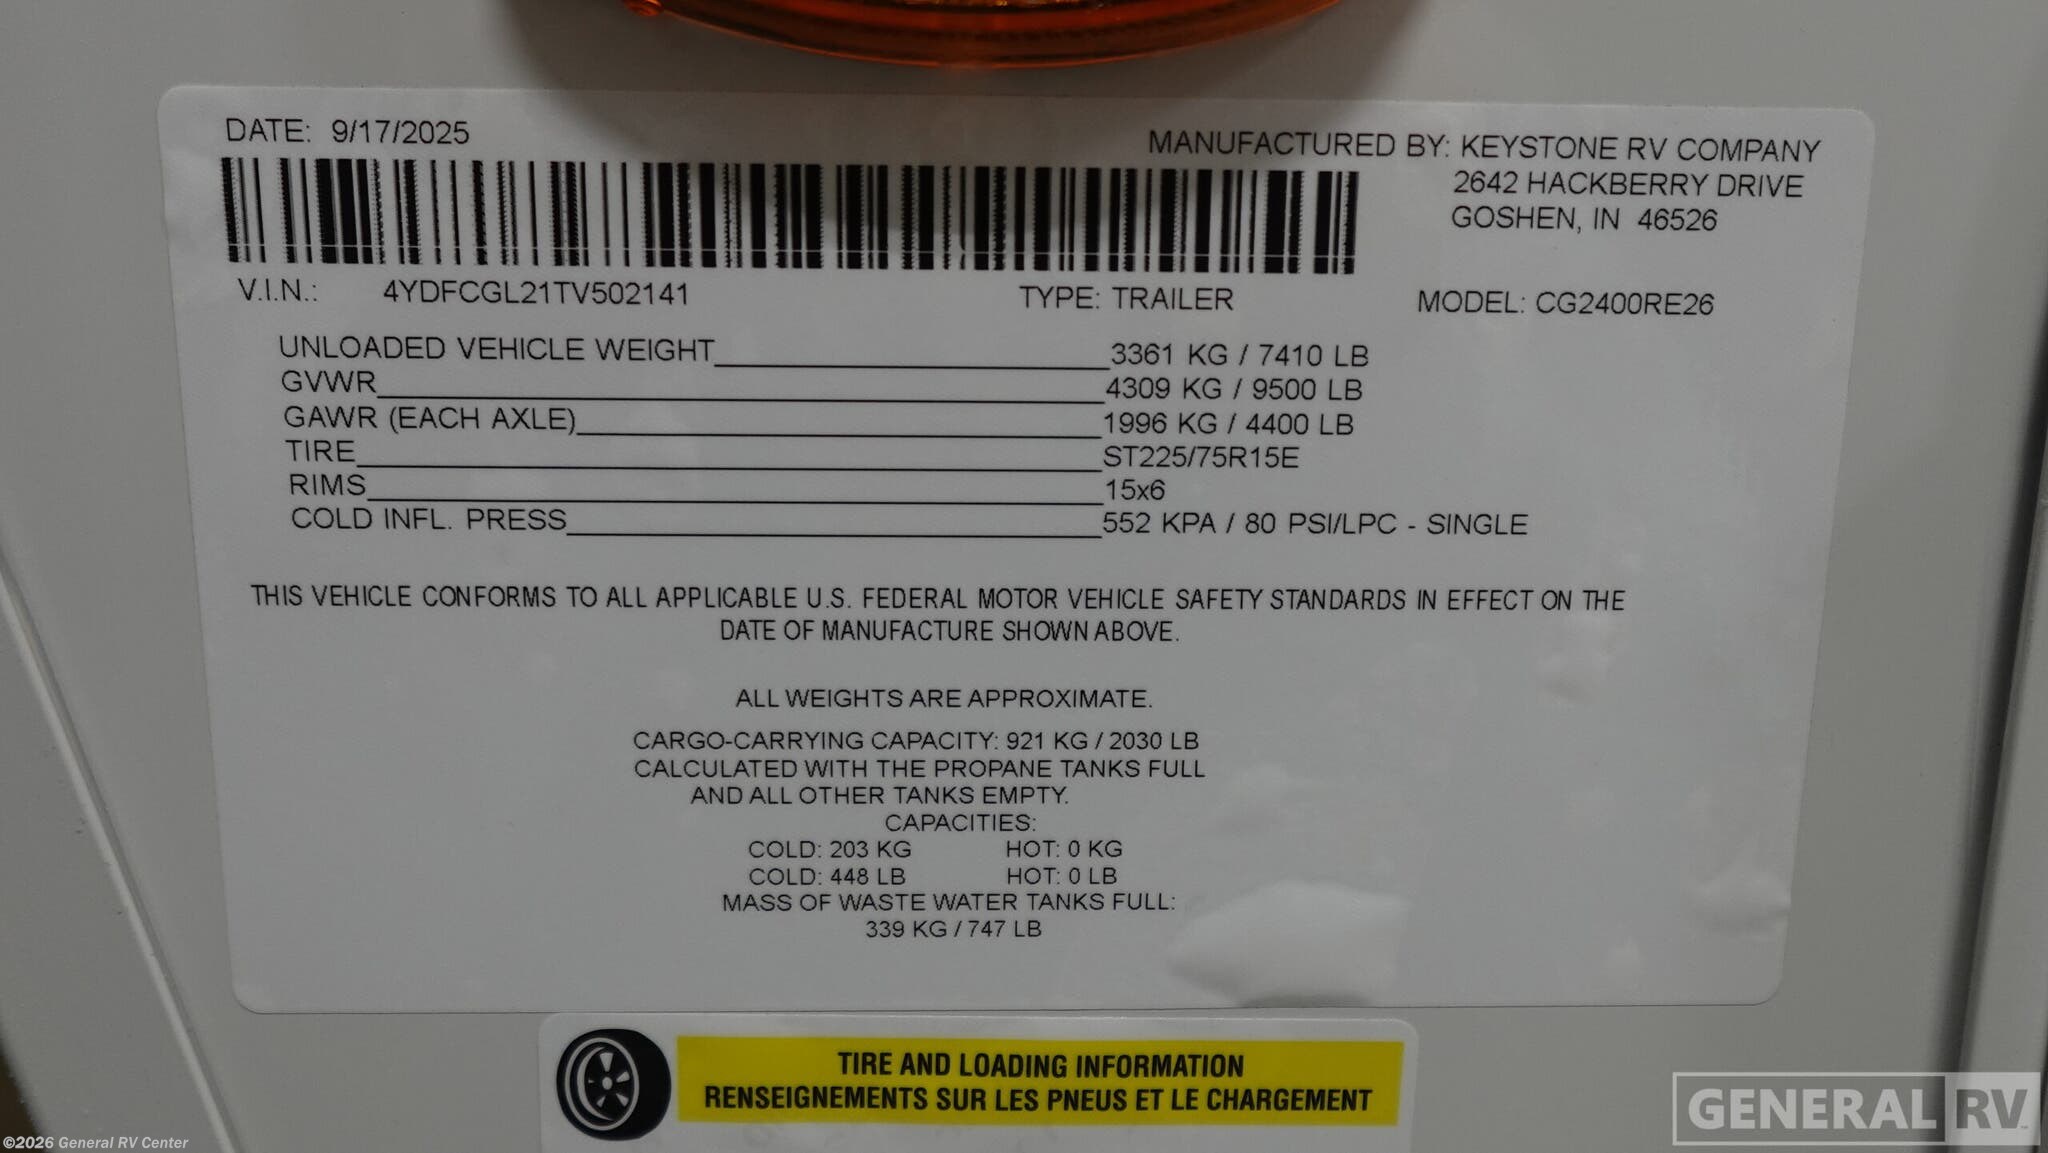 DATE: 9/17/2025
MANUFACTURED BY: KEYSTONE RV COMPANY
2642 HACKBERRY DRIVE
GOSHEN, IN 46526
V.I.N.: 4YDFCGL21TV502141 TYPE: TRAILER MODEL: CG2400RE26
UNLOADED VEHICLE WEIGHT 3361 KG / 7410 LB
GVWR 4309 KG / 9500 LB
GAWR (EACH AXLE) 1996 KG / 4400 LB
TIRE ST225/75R15E
RIMS 15x6
COLD INFL. PRESS 552 KPA / 80 PSI/LPC - SINGLE
THIS VEHICLE CONFORMS TO ALL APPLICABLE U.S. FEDERAL MOTOR VEHICLE SAFETY STANDARDS IN EFFECT ON THE
DATE OF MANUFACTURE SHOWN ABOVE.
ALL WEIGHTS ARE APPROXIMATE.
CARGO-CARRYING CAPACITY: 921 KG / 2030 LB
CALCULATED WITH THE PROPANE TANKS FULL
AND ALL OTHER TANKS EMPTY.
CAPACITIES:
COLD: 203 KG HOT: 0 KG
COLD: 448 LB HOT: 0 LB
MASS OF WASTE WATER TANKS FULL:
339 KG / 747 LB
TIRE AND LOADING INFORMATION
RENSEIGNEMENTS SUR LES PNEUS ET LE CHARGEMENT
GENERAL RV
©2026 General RV Center